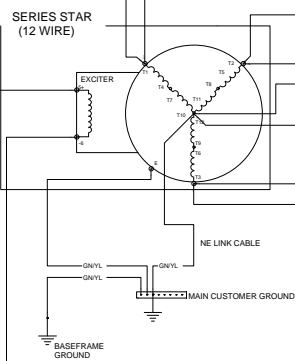 SERIES STAR
(12 WIRE)
EXCITER
T1
T2
T5
T4
T8
T7
T11
T10
T12
T9
T6
T3
E
NE LINK CABLE
GN/YL
GN/YL
GN/YL
MAIN CUSTOMER GROUND
BASEFRAME
GROUND